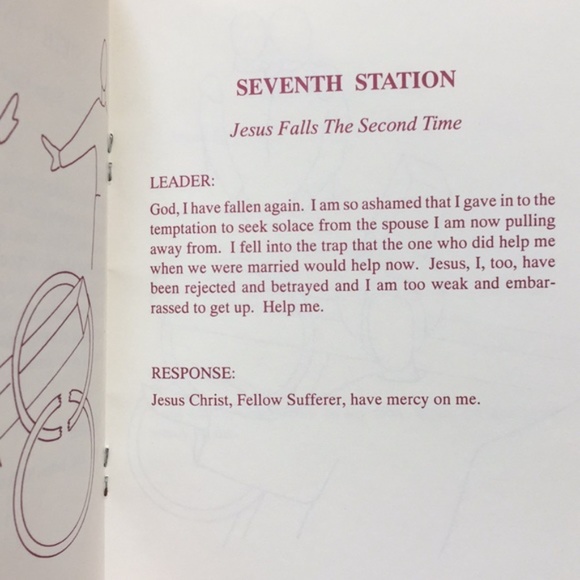 SEVENTH STATION
Jesus Falls The Second Time
LEADER:
God, I have fallen again. I am so ashamed that I gave in to the
temptation to seek solace from the spouse I am now pulling
away from. I fell into the trap that the one who did help me
when we were married would help now. Jesus, I, too, have
been rejected and betrayed and I am too weak and embar-
rassed to get up. Help me.
RESPONSE:
Jesus Christ, Fellow Sufferer, have mercy on me.